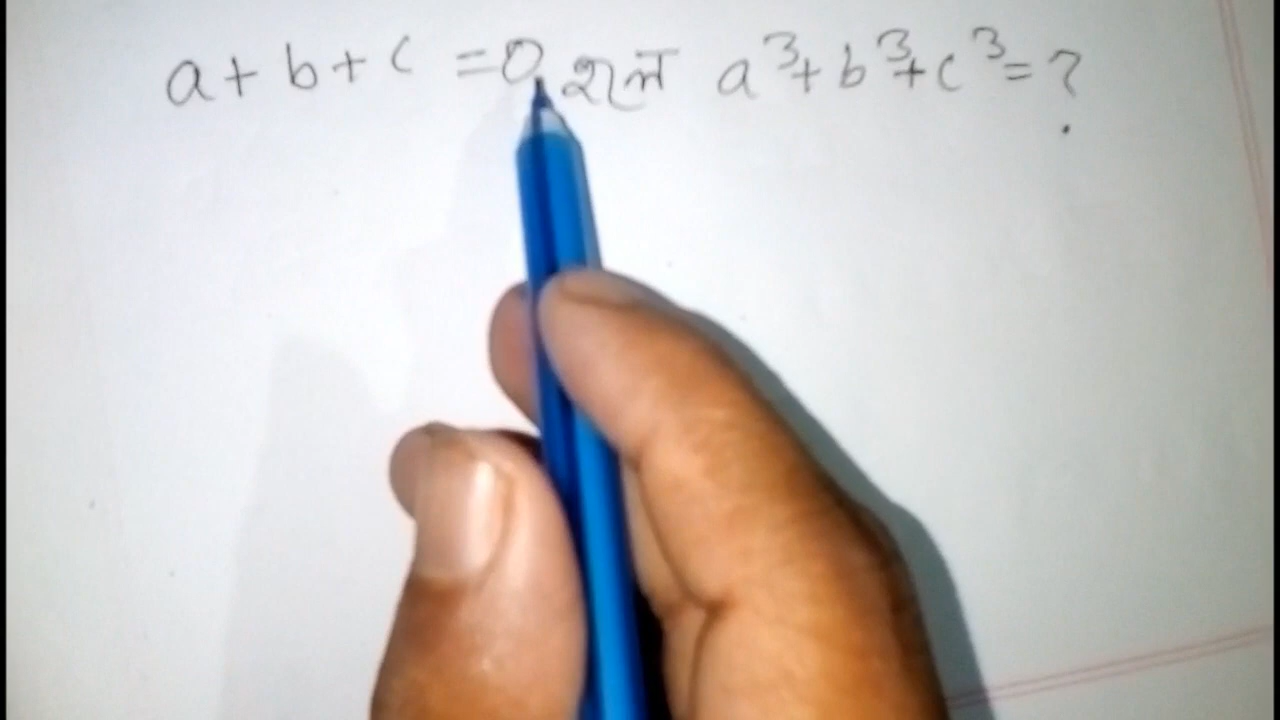 a + b + c = 0 হলে a³ + b³ + c³ = ?